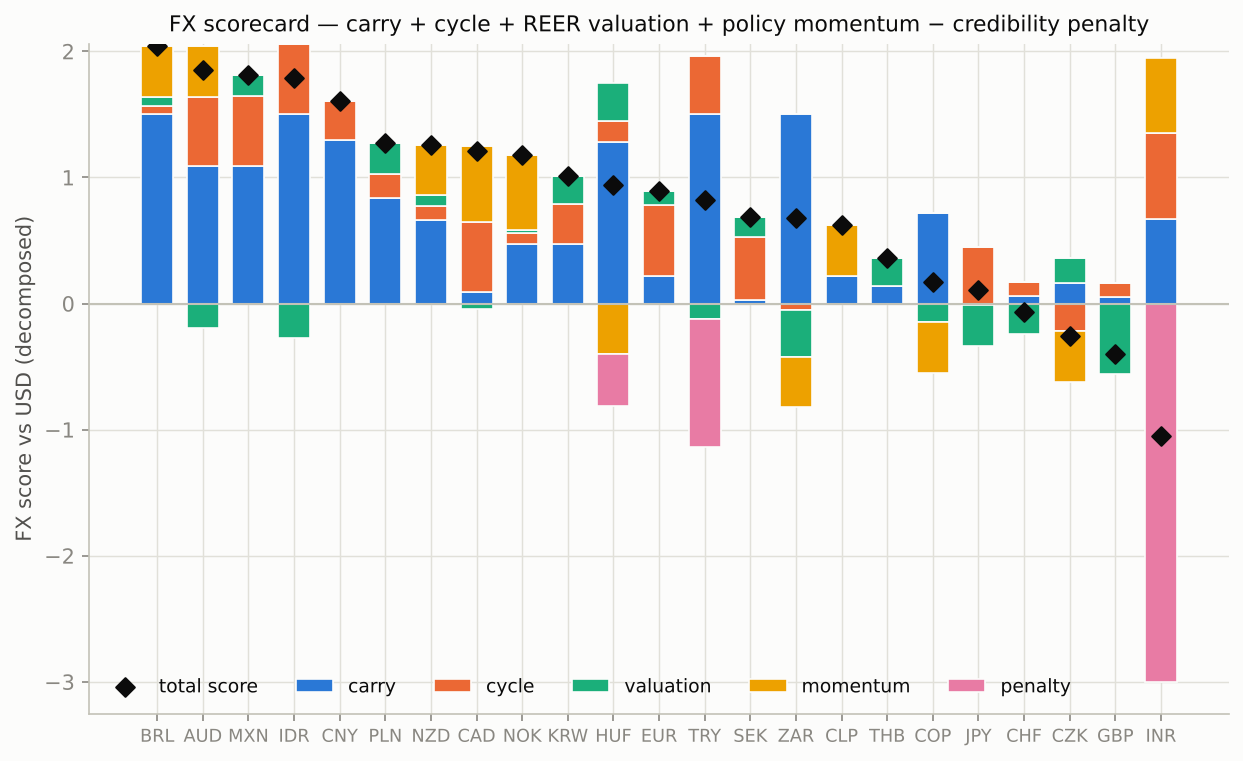 FX scorecard — carry + cycle + REER valuation + policy momentum − credibility penalty
FX score vs USD (decomposed)
2
1
0
−1
−2
−3
total score carry cycle valuation momentum penalty
BRL AUD MXN IDR CNY PLN NZD CAD NOK KRW HUF EUR TRY SEK ZAR CLP THB COP JPY CHF CZK GBP INR